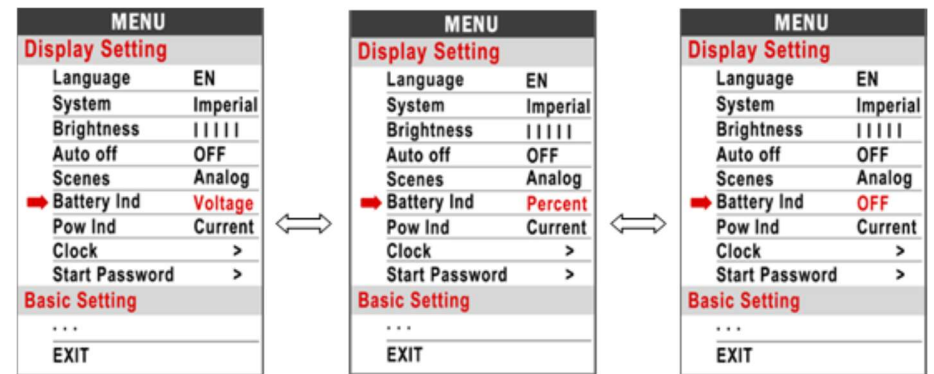 MENU
Display Setting
Language EN
System Imperial
Brightness I I I I I
Auto off OFF
Scenes Analog
Battery Ind Voltage
Pow Ind Current
Clock >
Start Password >
Basic Setting
. . .
EXIT
MENU
Display Setting
Language EN
System Imperial
Brightness I I I I I
Auto off OFF
Scenes Analog
Battery Ind Percent
Pow Ind Current
Clock >
Start Password >
Basic Setting
. . .
EXIT
MENU
Display Setting
Language EN
System Imperial
Brightness I I I I I
Auto off OFF
Scenes Analog
Battery Ind OFF
Pow Ind Current
Clock >
Start Password >
Basic Setting
. . .
EXIT